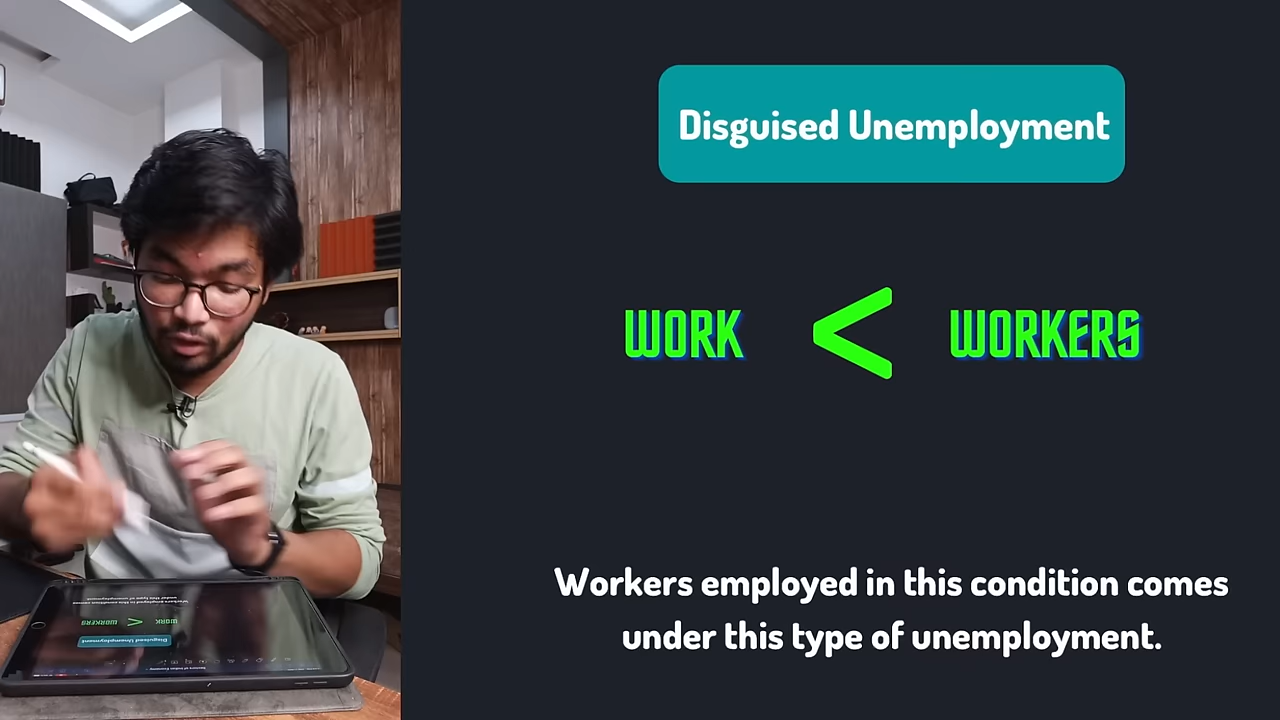 Disguised Unemployment
WORK < WORKERS
Workers employed in this condition comes
under this type of unemployment.